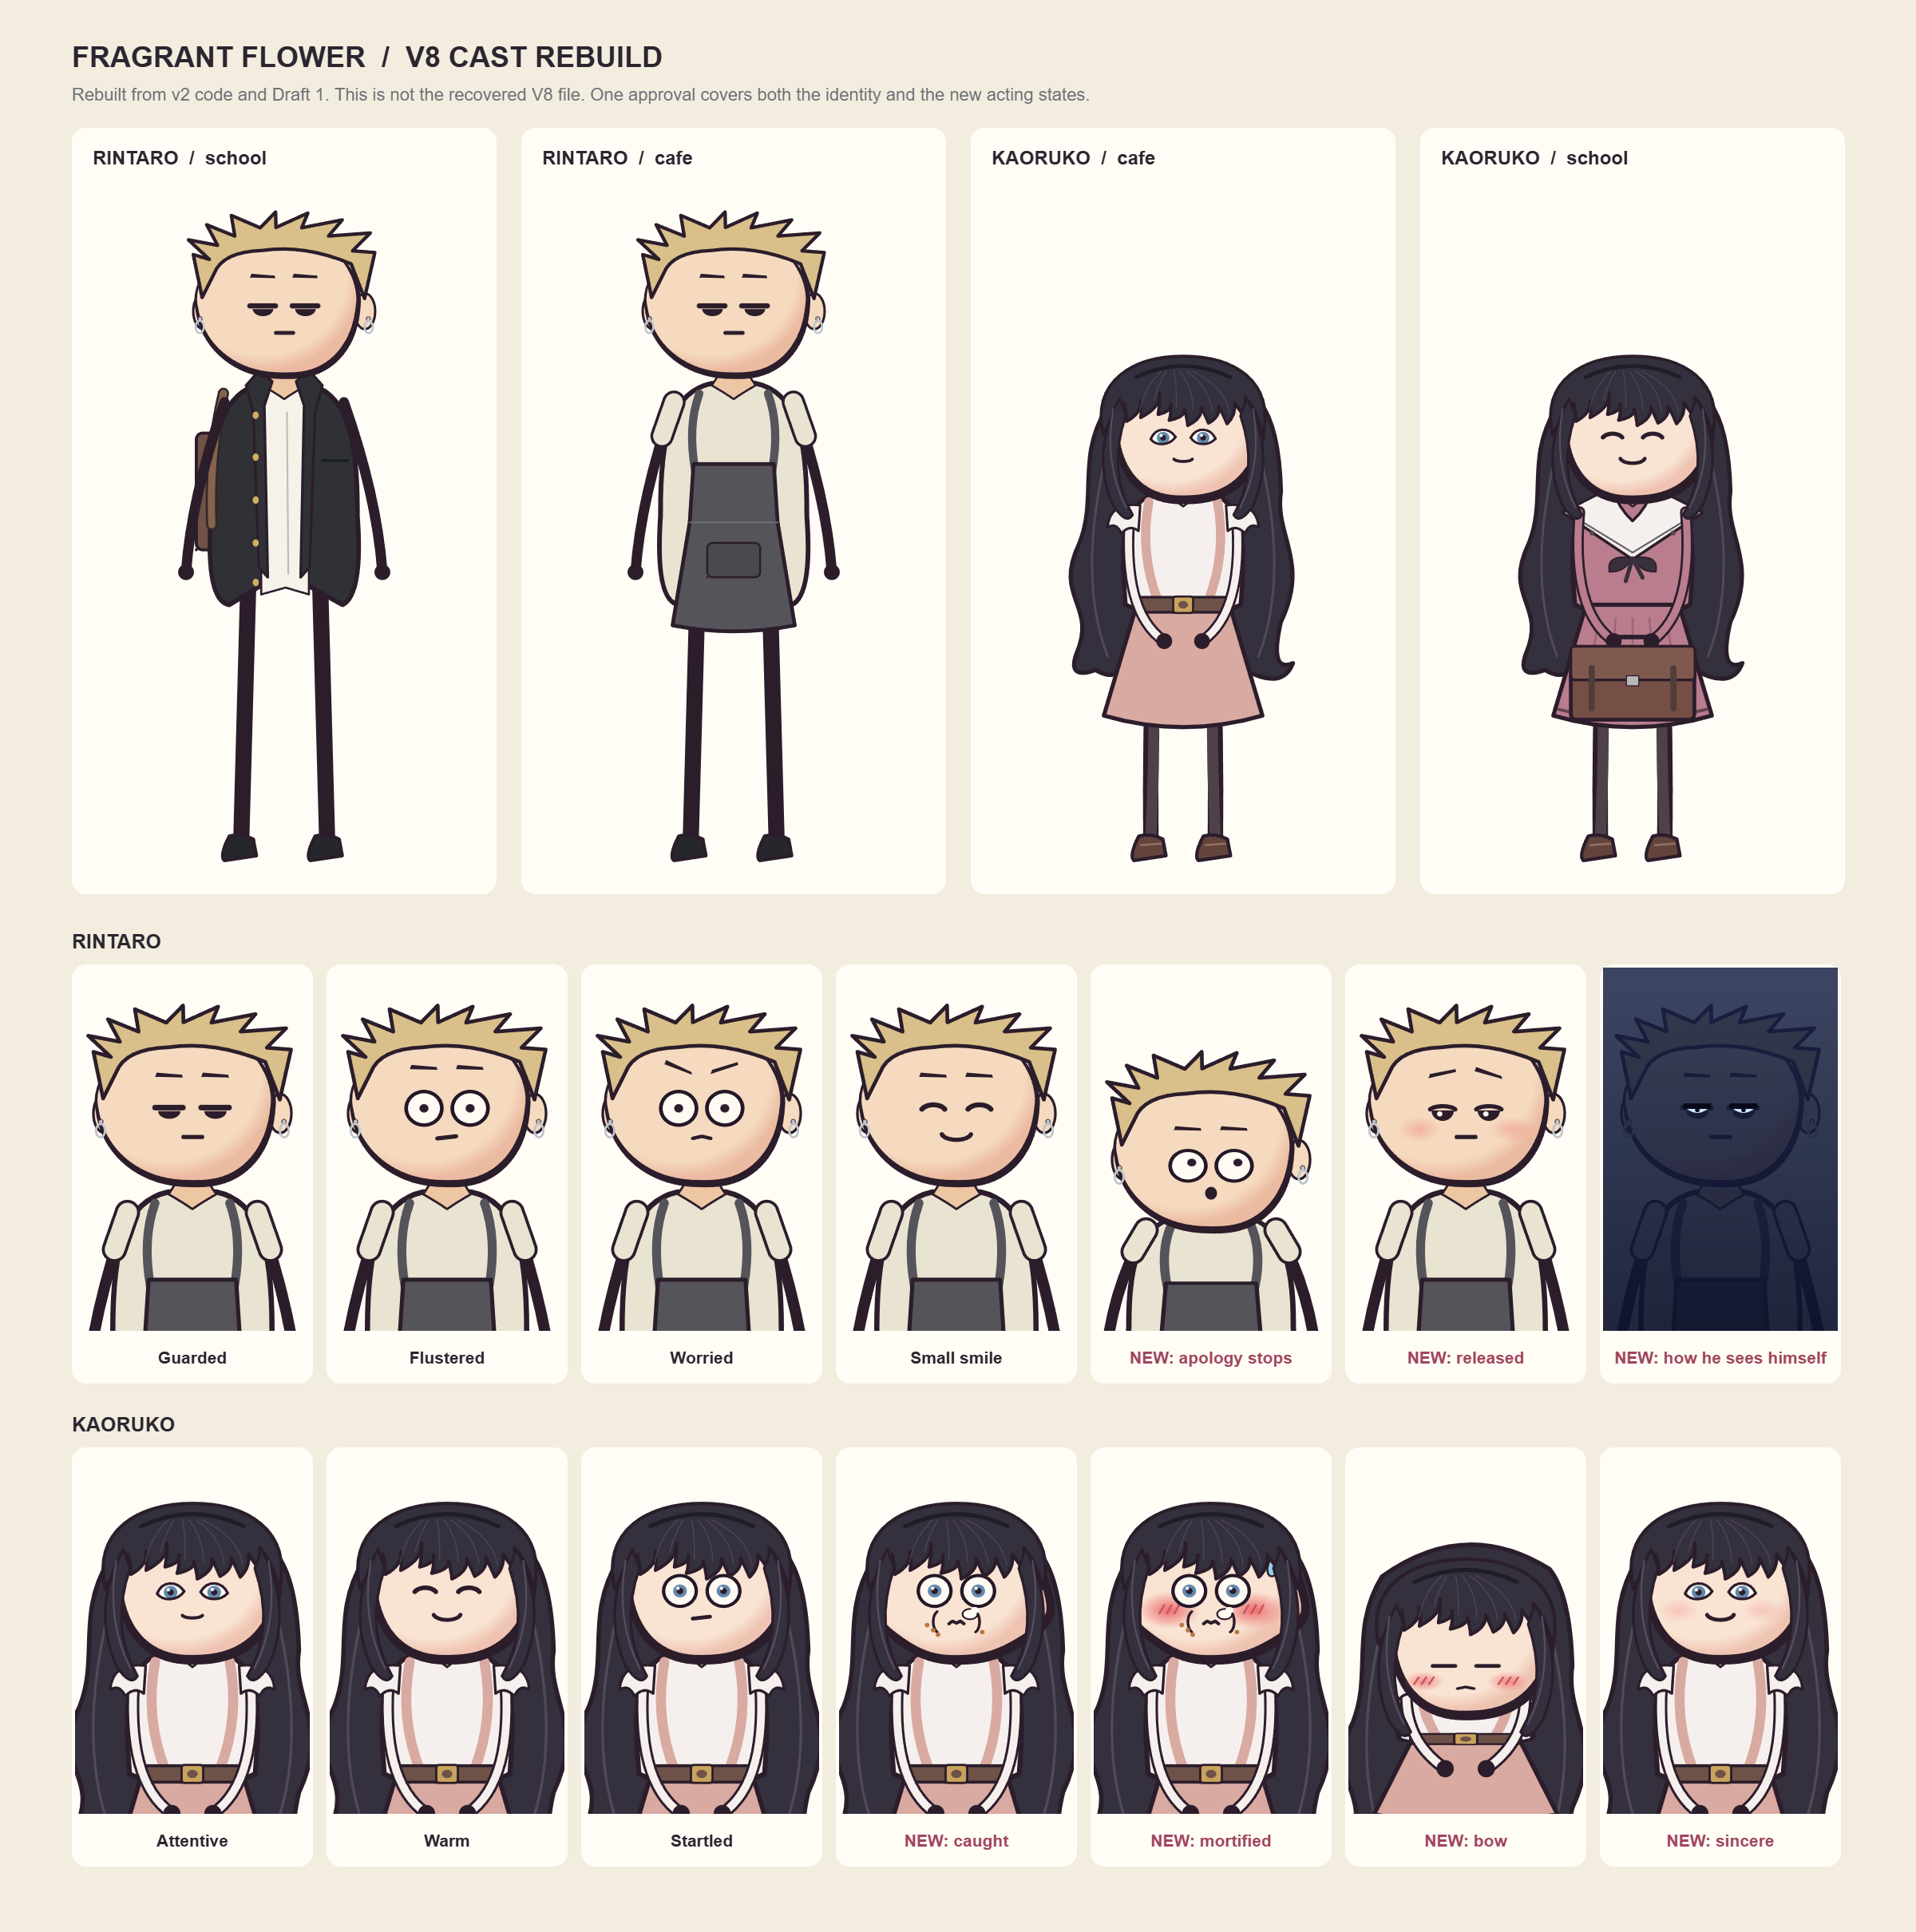 FRAGRANT FLOWER / V8 CAST REBUILD
Rebuilt from v2 code and Draft 1. This is not the recovered V8 file. One approval covers both the identity and the new acting states.
RINTARO / school
RINTARO / cafe
KAORUKO / cafe
KAORUKO / school
RINTARO
Guarded
Flustered
Worried
Small smile
NEW: apology stops
NEW: released
NEW: how he sees himself
KAORUKO
Attentive
Warm
Startled
NEW: caught
NEW: mortified
NEW: bow
NEW: sincere